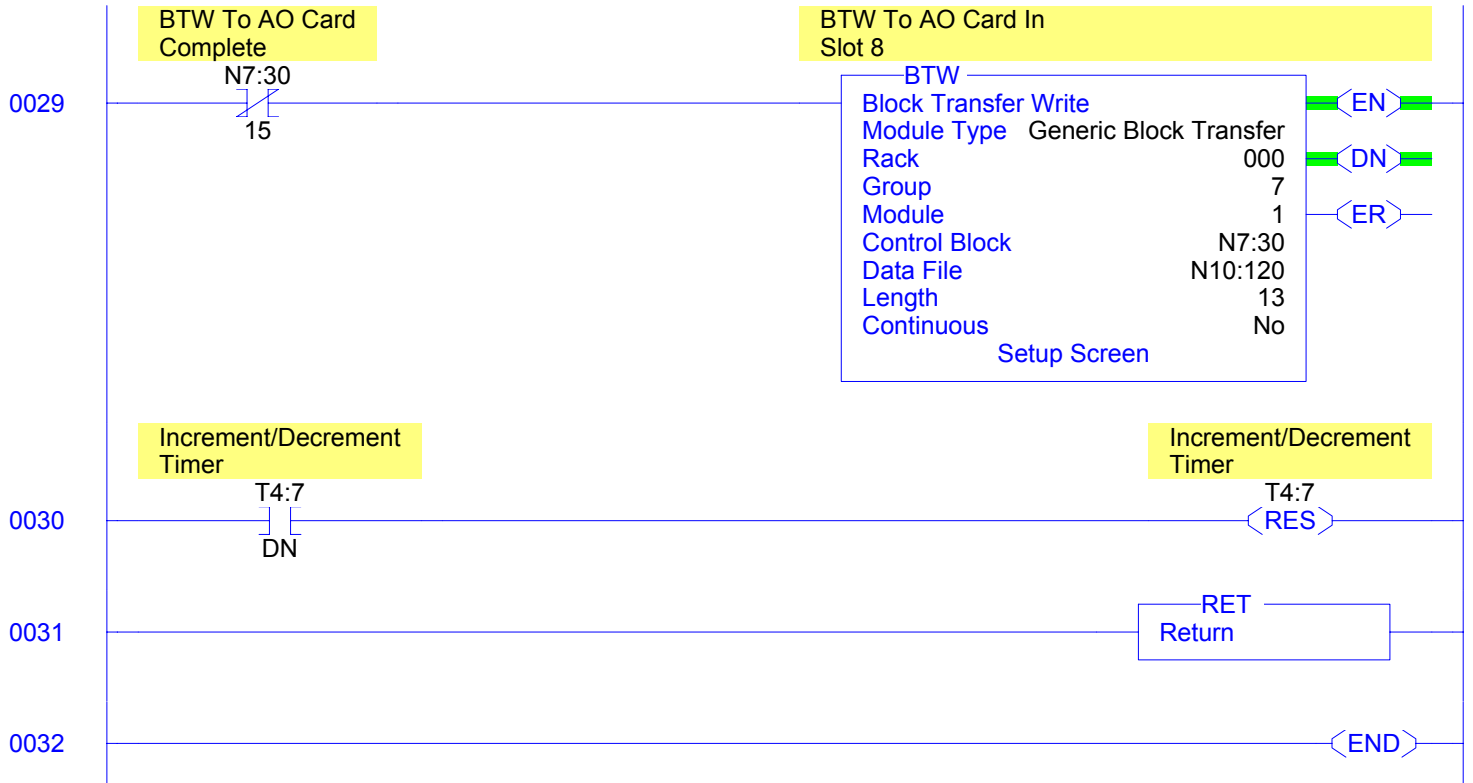 BTW To AO Card
Complete
BTW To AO Card In
Slot 8
N7:30
15
0029
BTW
Block Transfer Write
Module Type Generic Block Transfer
Rack 000
Group 7
Module 1
Control Block N7:30
Data File N10:120
Length 13
Continuous No
Setup Screen
EN
DN
ER
Increment/Decrement
Timer
Increment/Decrement
Timer
T4:7
DN
0030
T4:7
RES
0031
RET
Return
0032
END